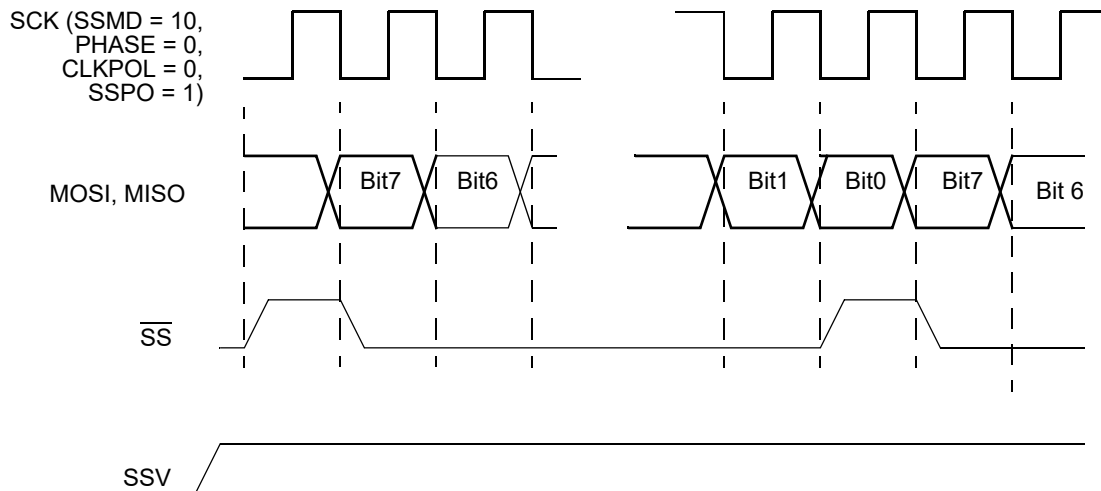 SCK (SSMD = 10,
PHASE = 0,
CLKPOL = 0,
SSPO = 1)
MOSI, MISO
Bit7
Bit6
Bit1
Bit0
Bit7
Bit 6
SS
SSV